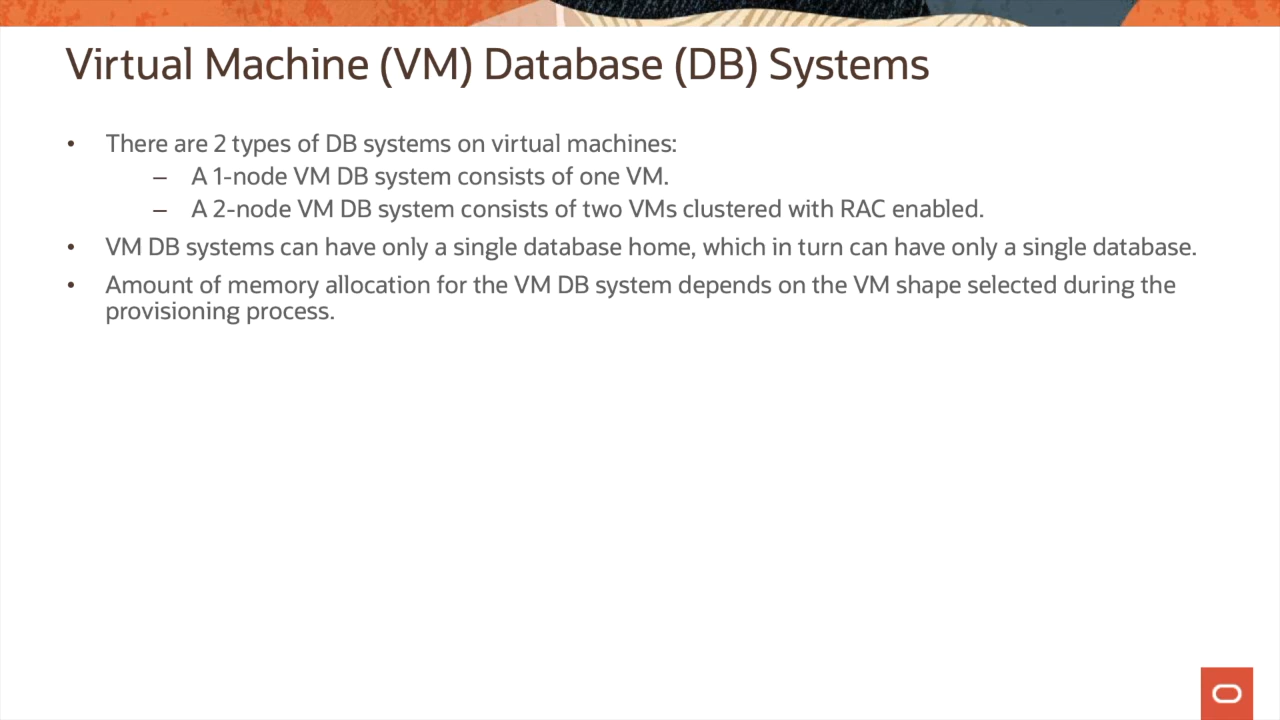 Virtual Machine (VM) Database (DB) Systems
• There are 2 types of DB systems on virtual machines:
– A 1-node VM DB system consists of one VM.
– A 2-node VM DB system consists of two VMs clustered with RAC enabled.
• VM DB systems can have only a single database home, which in turn can have only a single database.
• Amount of memory allocation for the VM DB system depends on the VM shape selected during the
provisioning process.